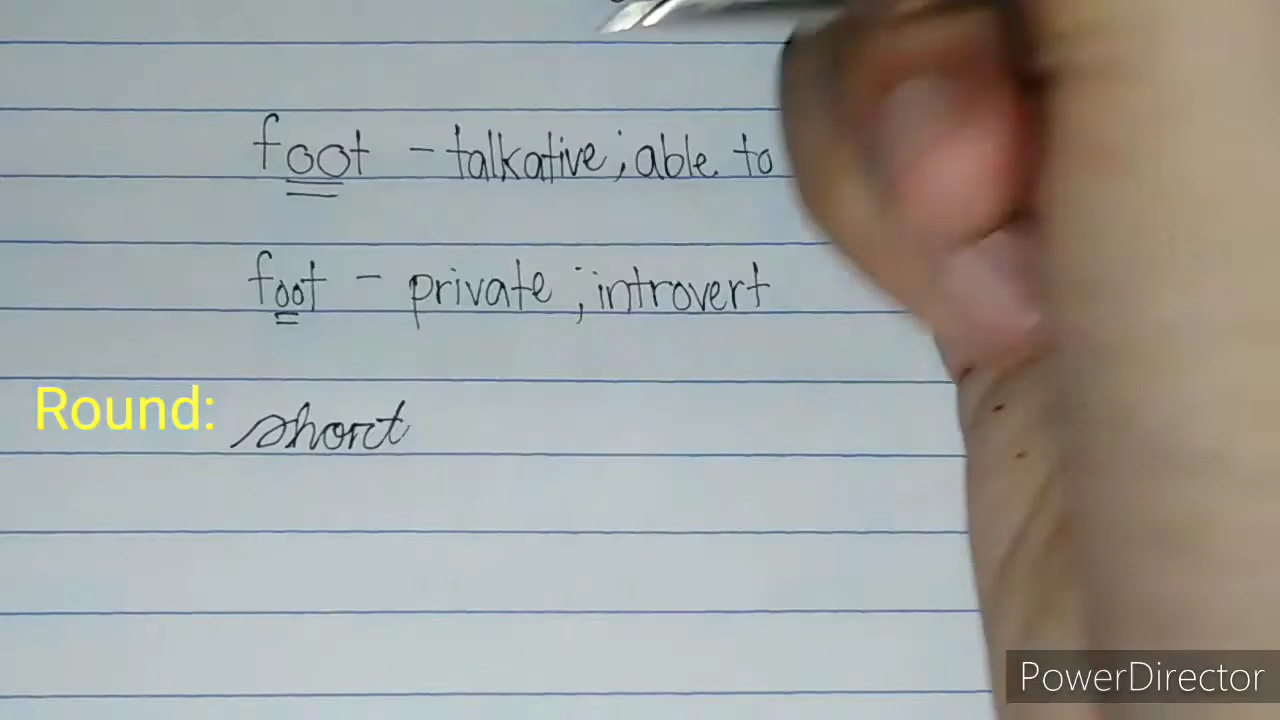 foot - talkative; able to
foot - private; introvert
Round: short
PowerDirector